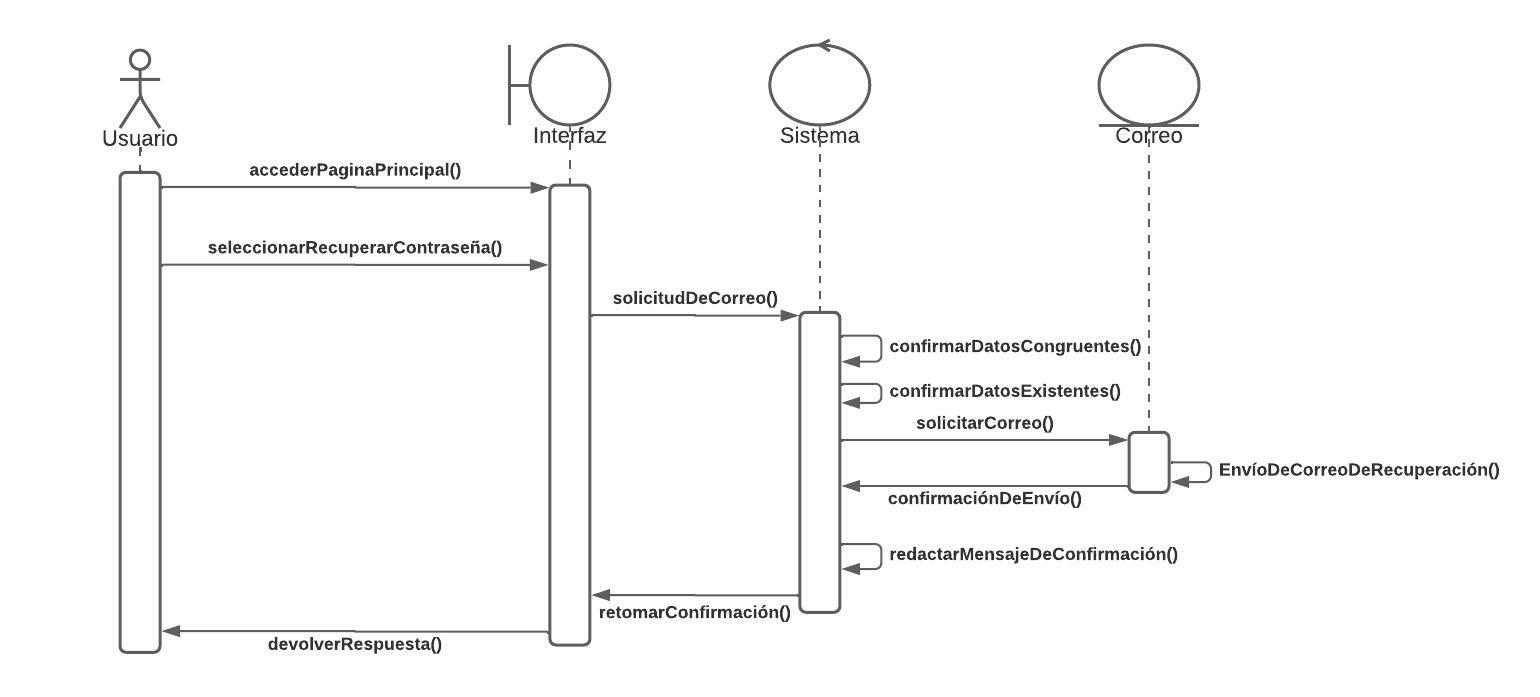 Usuario
Interfaz
Sistema
Correo
accederPaginaPrincipal()
seleccionarRecuperarContraseña()
solicitudDeCorreo()
confirmarDatosCongruentes()
confirmarDatosExistentes()
solicitarCorreo()
EnvíoDeCorreoDeRecuperación()
confirmaciónDeEnvío()
redactarMensajeDeConfirmación()
retomarConfirmación()
devolverRespuesta()